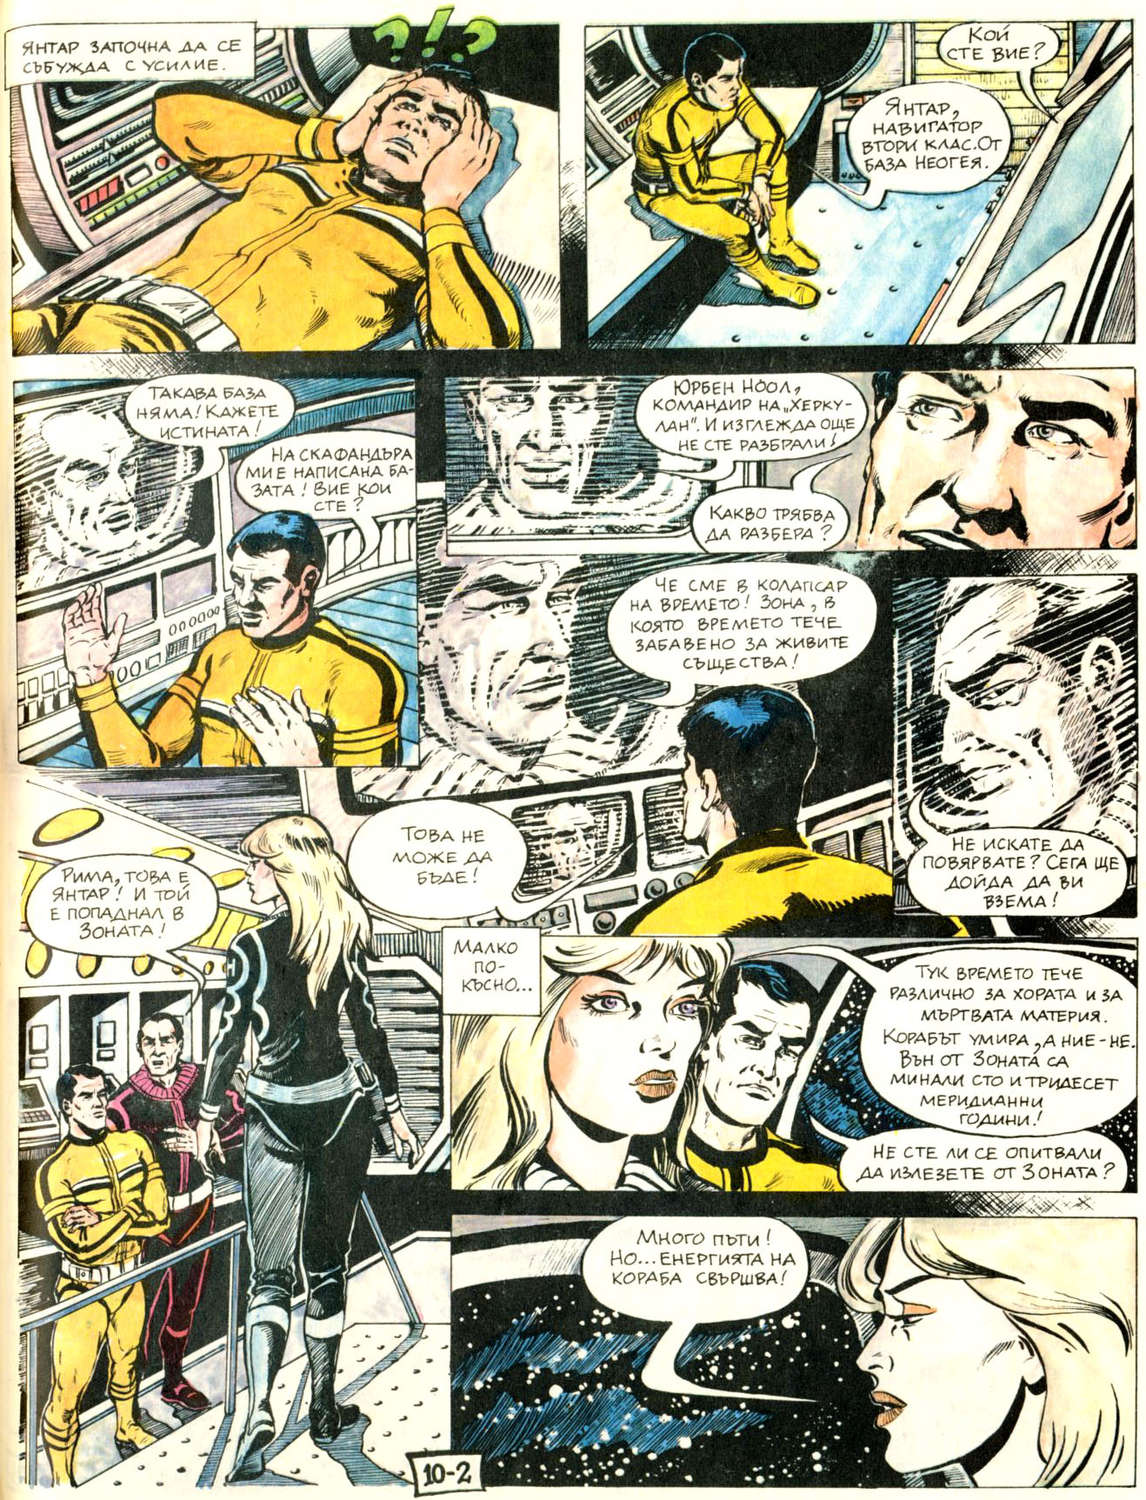 ?!?
ЯНТАР ЗАПОЧНА ДА СЕ
СЪБУЖДА С УСИЛИЕ.
КОЙ
СТЕ ВИЕ?
ЯНТАР,
НАВИГАТОР
ВТОРИ КЛАС. ОТ
БАЗА НЕОГЕЯ.
ТАКАВА БАЗА
НЯМА! КАЖЕТЕ
ИСТИНАТА!
НА СКАФАНДЪРА
МИ Е НАПИСАНА БА-
ЗАТА! ВИЕ КОИ
СТЕ?
ЮРБЕН НООЛ,
КОМАНДИР НА „ХЕРКУ-
ЛАН". И ИЗГЛЕЖДА ОЩЕ
НЕ СТЕ РАЗБРАЛИ!
КАКВО ТРЯБВА
ДА РАЗБЕРА?
ЧЕ СМЕ В КОЛАПСАР
НА ВРЕМЕТО! ЗОНА, В
КОЯТО ВРЕМЕТО ТЕЧЕ
ЗАБАВЕНО ЗА ЖИВИТЕ
СЪЩЕСТВА!
ТОВА НЕ
МОЖЕ ДА
БЪДЕ!
НЕ ИСКАТЕ ДА
ПОВЯРВАТЕ? СЕГА ЩЕ
ДОЙДА ДА ВИ
ВЗЕМА!
РИМА, ТОВА Е
ЯНТАР! И ТОЙ
Е ПОПАДНАЛ В
ЗОНАТА!
МАЛКО
ПО-
КЪСНО...
ТУК ВРЕМЕТО ТЕЧЕ
РАЗЛИЧНО ЗА ХОРАТА И ЗА
МЪРТВАТА МАТЕРИЯ.
КОРАБЪТ УМИРА, А НИЕ - НЕ.
ВЪН ОТ ЗОНАТА СА
МИНАЛИ СТО И ТРИДЕСЕТ
МЕРИДИАННИ
ГОДИНИ!
НЕ СТЕ ЛИ СЕ ОПИТВАЛИ
ДА ИЗЛЕЗЕТЕ ОТ ЗОНАТА?
МНОГО ПЪТИ!
НО... ЕНЕРГИЯТА НА
КОРАБА СВЪРШВА!
10-2